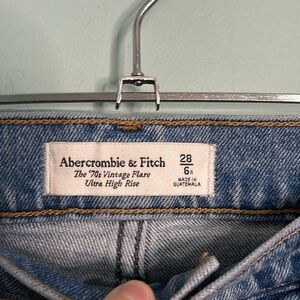 Abercrombie & Fitch
The '70s Vintage Flare
Ultra High Rise
28
6R
MADE IN
GUATEMALA